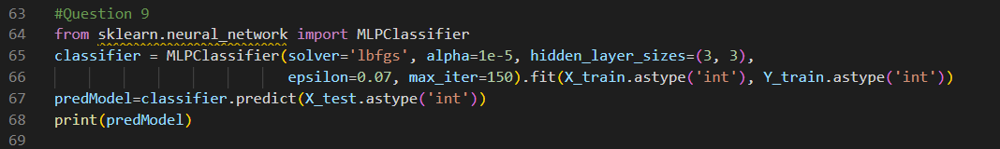 63 #Question 9
64 from sklearn.neural_network import MLPClassifier
65 classifier = MLPClassifier(solver='lbfgs', alpha=1e-5, hidden_layer_sizes=(3, 3),
66 epsilon=0.07, max_iter=150).fit(X_train.astype('int'), Y_train.astype('int'))
67 predModel=classifier.predict(X_test.astype('int'))
68 print(predModel)
69